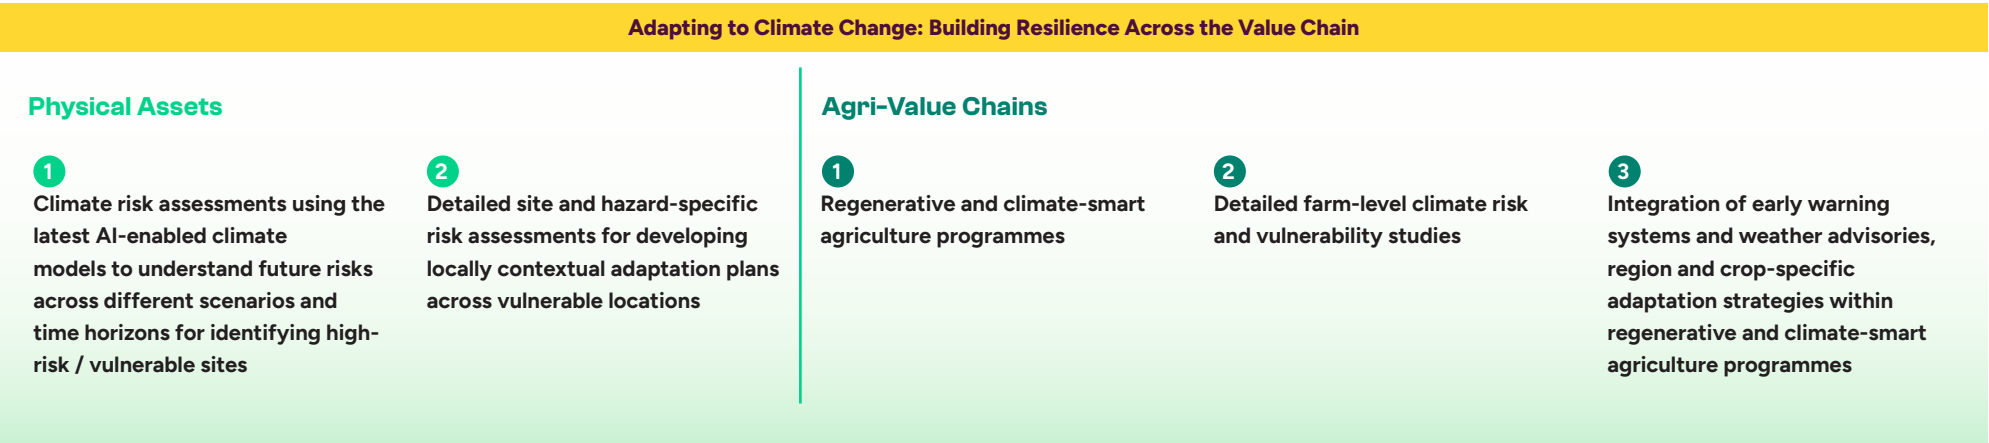 Adapting to Climate Change: Building Resilience Across the Value Chain
Physical Assets
1
Climate risk assessments using the
latest AI-enabled climate
models to understand future risks
across different scenarios and
time horizons for identifying high-
risk / vulnerable sites
2
Detailed site and hazard-specific
risk assessments for developing
locally contextual adaptation plans
across vulnerable locations
Agri-Value Chains
1
Regenerative and climate-smart
agriculture programmes
2
Detailed farm-level climate risk
and vulnerability studies
3
Integration of early warning
systems and weather advisories,
region and crop-specific
adaptation strategies within
regenerative and climate-smart
agriculture programmes